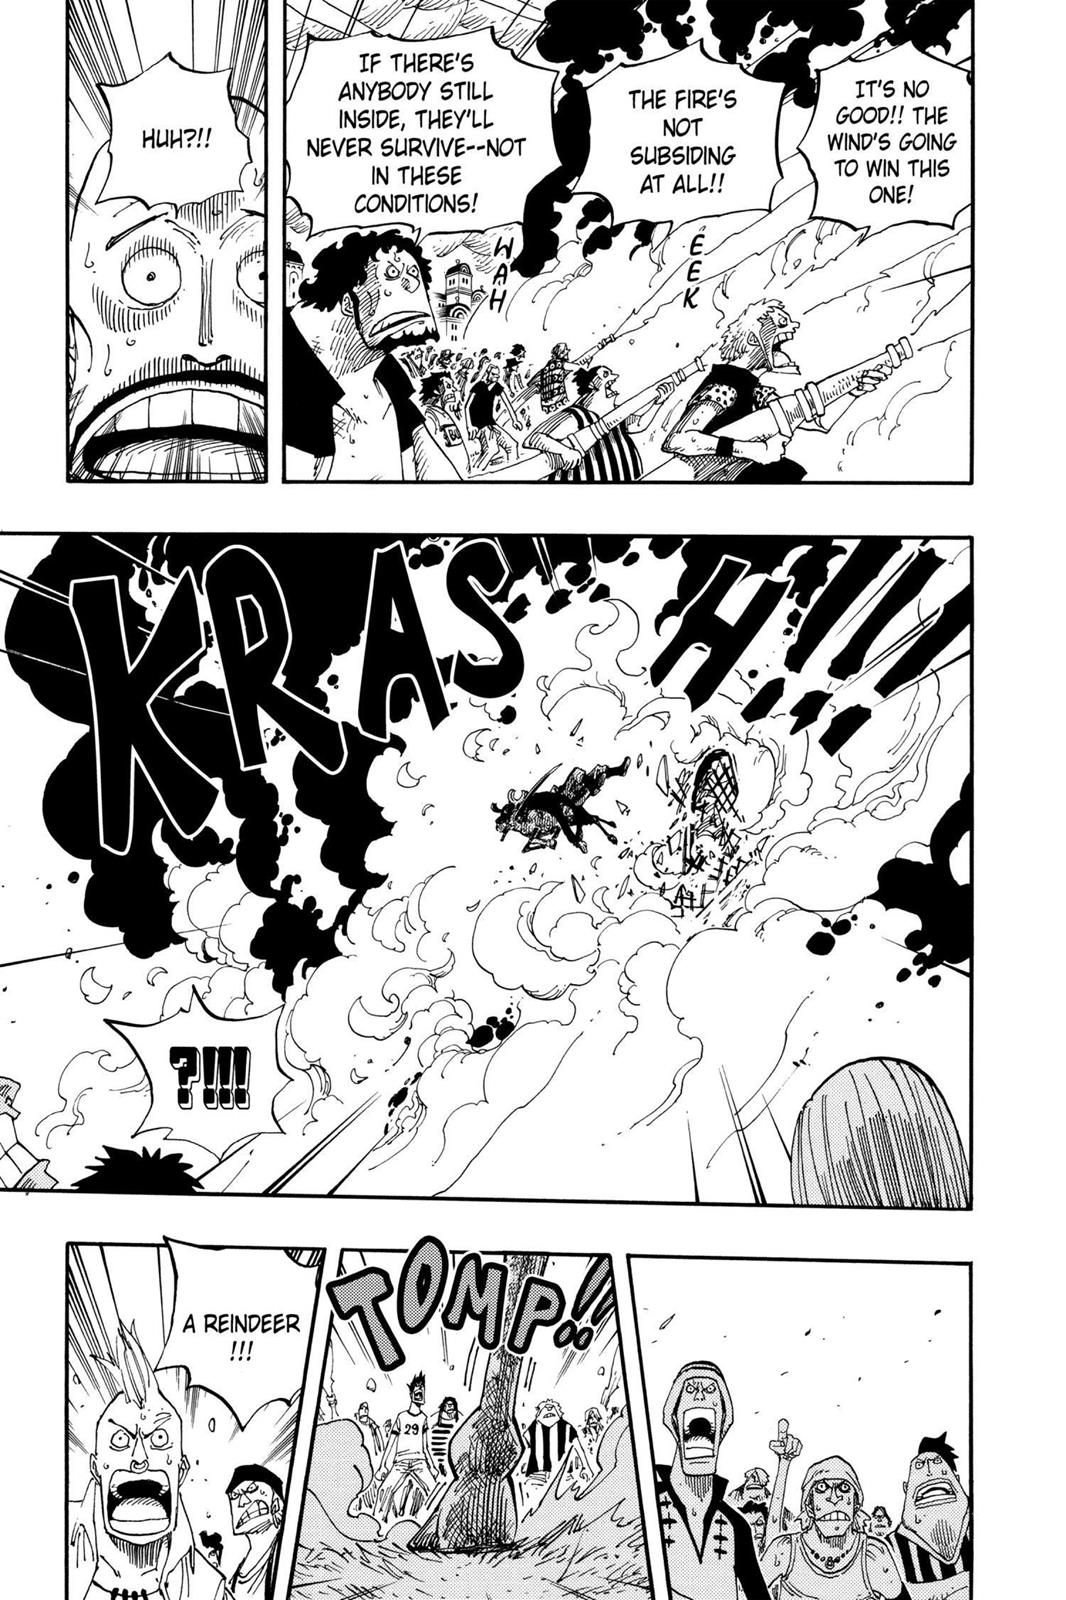 IT'S NO
GOOD!! THE
WIND'S GOING
TO WIN THIS
ONE!
THE FIRE'S
NOT
SUBSIDING
AT ALL!!
IF THERE'S
ANYBODY STILL
INSIDE, THEY'LL
NEVER SURVIVE--NOT
IN THESE
CONDITIONS!
EEK
WAH
HUH?!!
KRASH!!!!
?!!!
TOMP!!
29
A REINDEER
!!!